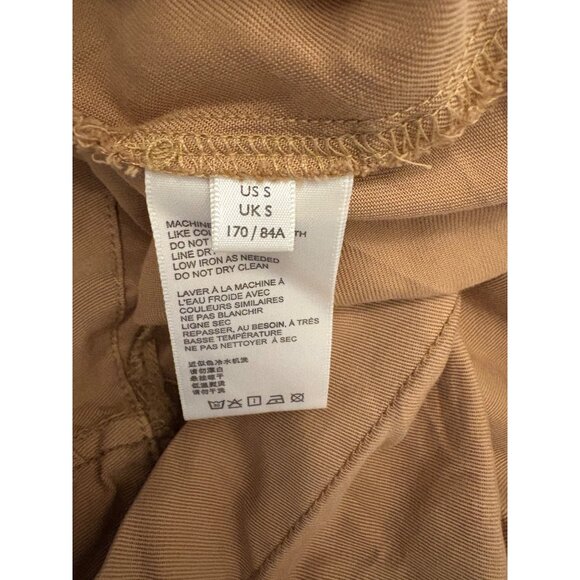 US S
UK S
170 / 84A
MACHINE
LIKE CO
DO NOT
LINE DR
LOW IRON AS NEEDED
DO NOT DRY CLEAN
LAVER À LA MACHINE À
L'EAU FROIDE AVEC
COULEURS SIMILAIRES
NE PAS BLANCHIR
LIGNE SEC
REPASSER, AU BESOIN, À TRÈS
BASSE TEMPÉRATURE
NE PAS NETTOYER À SEC
近似色冷水机洗
请勿漂白
悬挂晾干
低温熨烫
请勿干洗